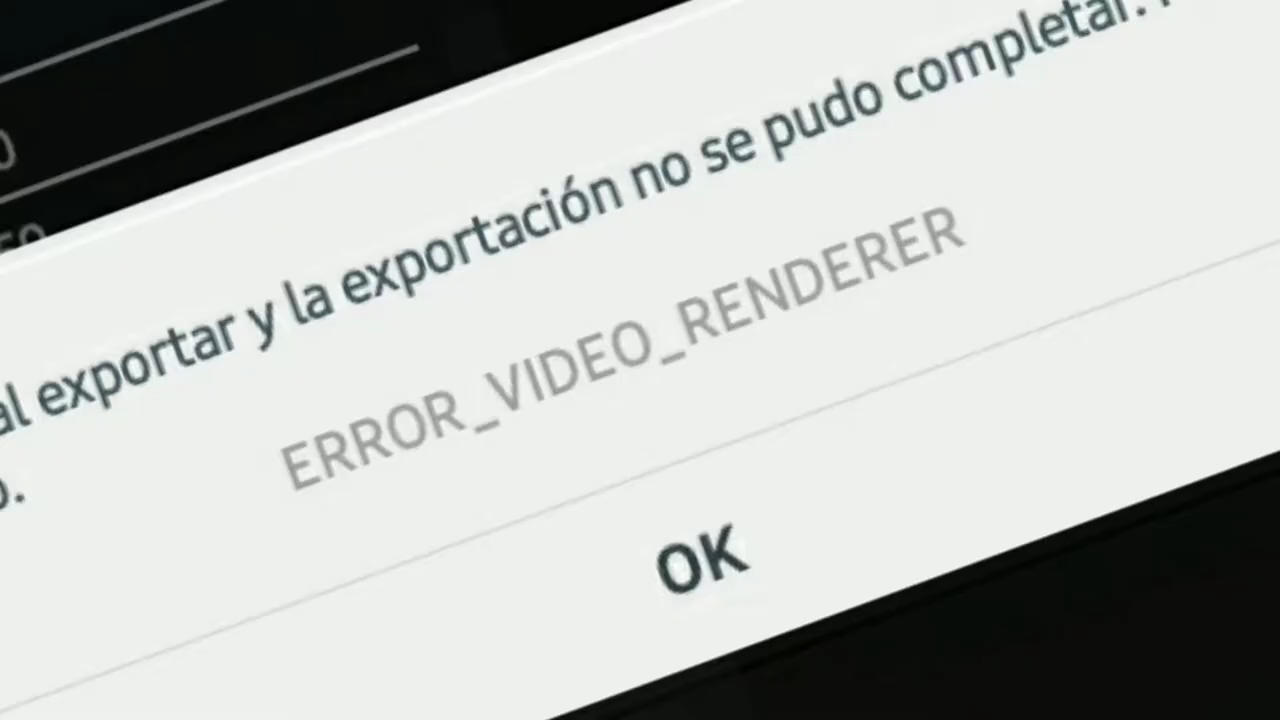 al exportar y la exportación no se pudo completar.
o.
ERROR_VIDEO_RENDERER
OK